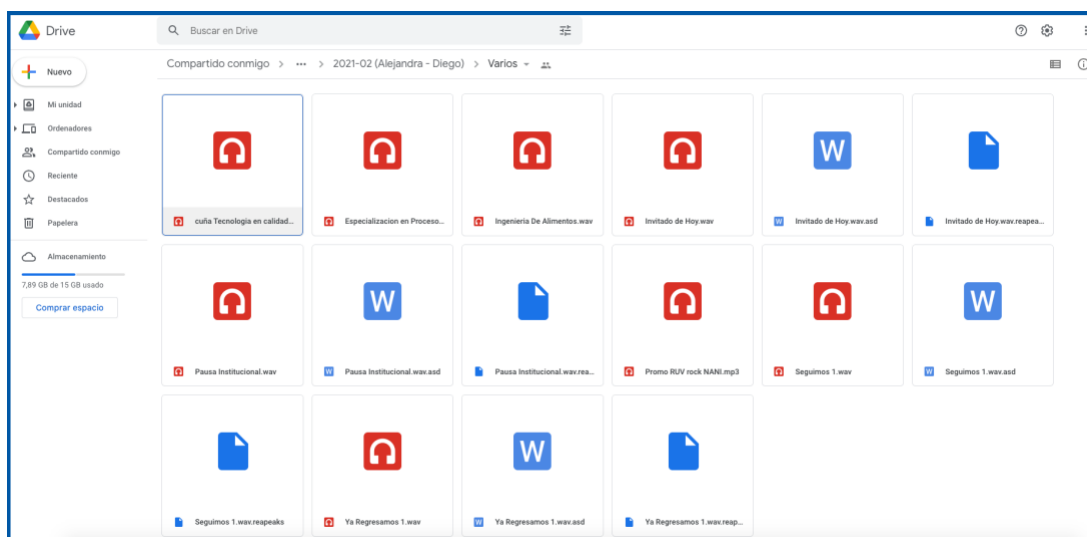 Drive
Buscar en Drive
Nuevo
Compartido conmigo > ··· > 2021-02 (Alejandra - Diego) > Varios
Mi unidad
Ordenadores
Compartido conmigo
Reciente
Destacados
Papelera
Almacenamiento
7,89 GB de 15 GB usado
Comprar espacio
cuña Tecnologia en calidad...
Especializacion en Proceso...
Ingenieria De Alimentos.wav
Invitado de Hoy.wav
W
Invitado de Hoy.wav.asd
Invitado de Hoy.wav.reapea...
Pausa Institucional.wav
W
Pausa Institucional.wav.asd
Pausa Institucional.wav.rea...
Promo RUV rock NANI.mp3
Seguimos 1.wav
W
Seguimos 1.wav.asd
Seguimos 1.wav.reapeaks
Ya Regresamos 1.wav
W
Ya Regresamos 1.wav.asd
Ya Regresamos 1.wav.reap...